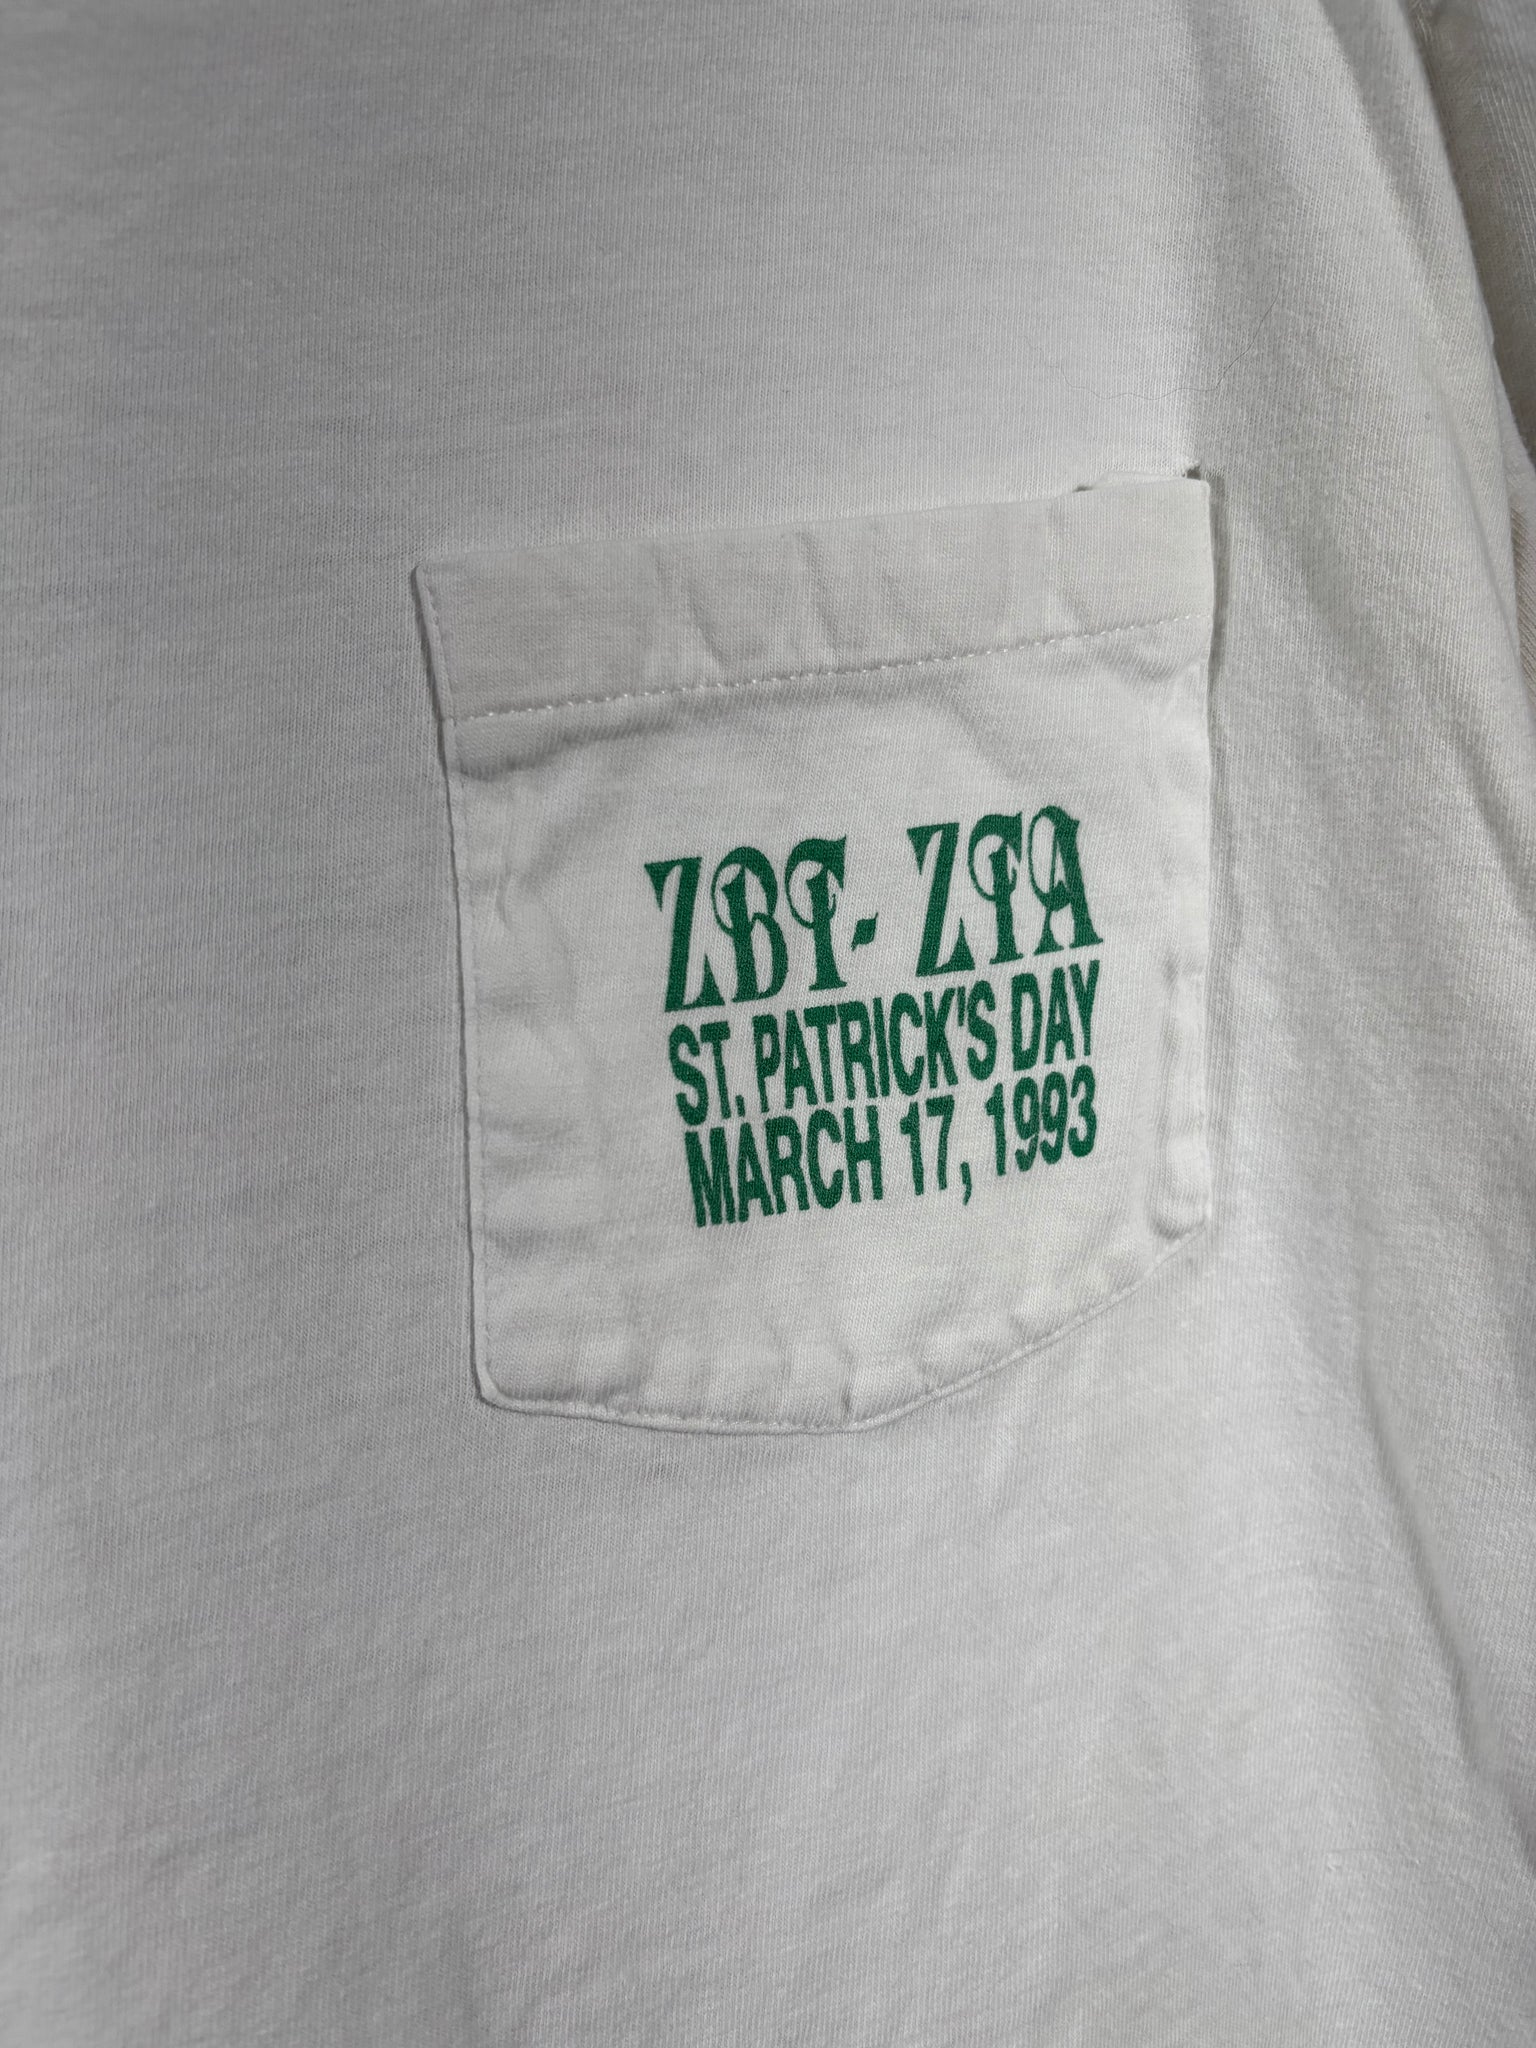 ZBT- ZTA
ST. PATRICK'S DAY
MARCH 17, 1993